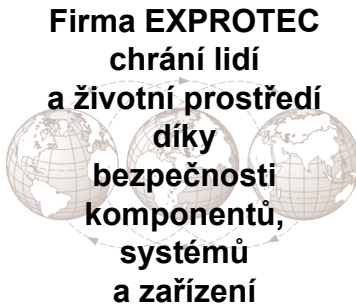 Firma EXPROTEC
chrání lidí
a životní prostředí
díky
bezpečnosti
komponentů,
systémů
a zařízení